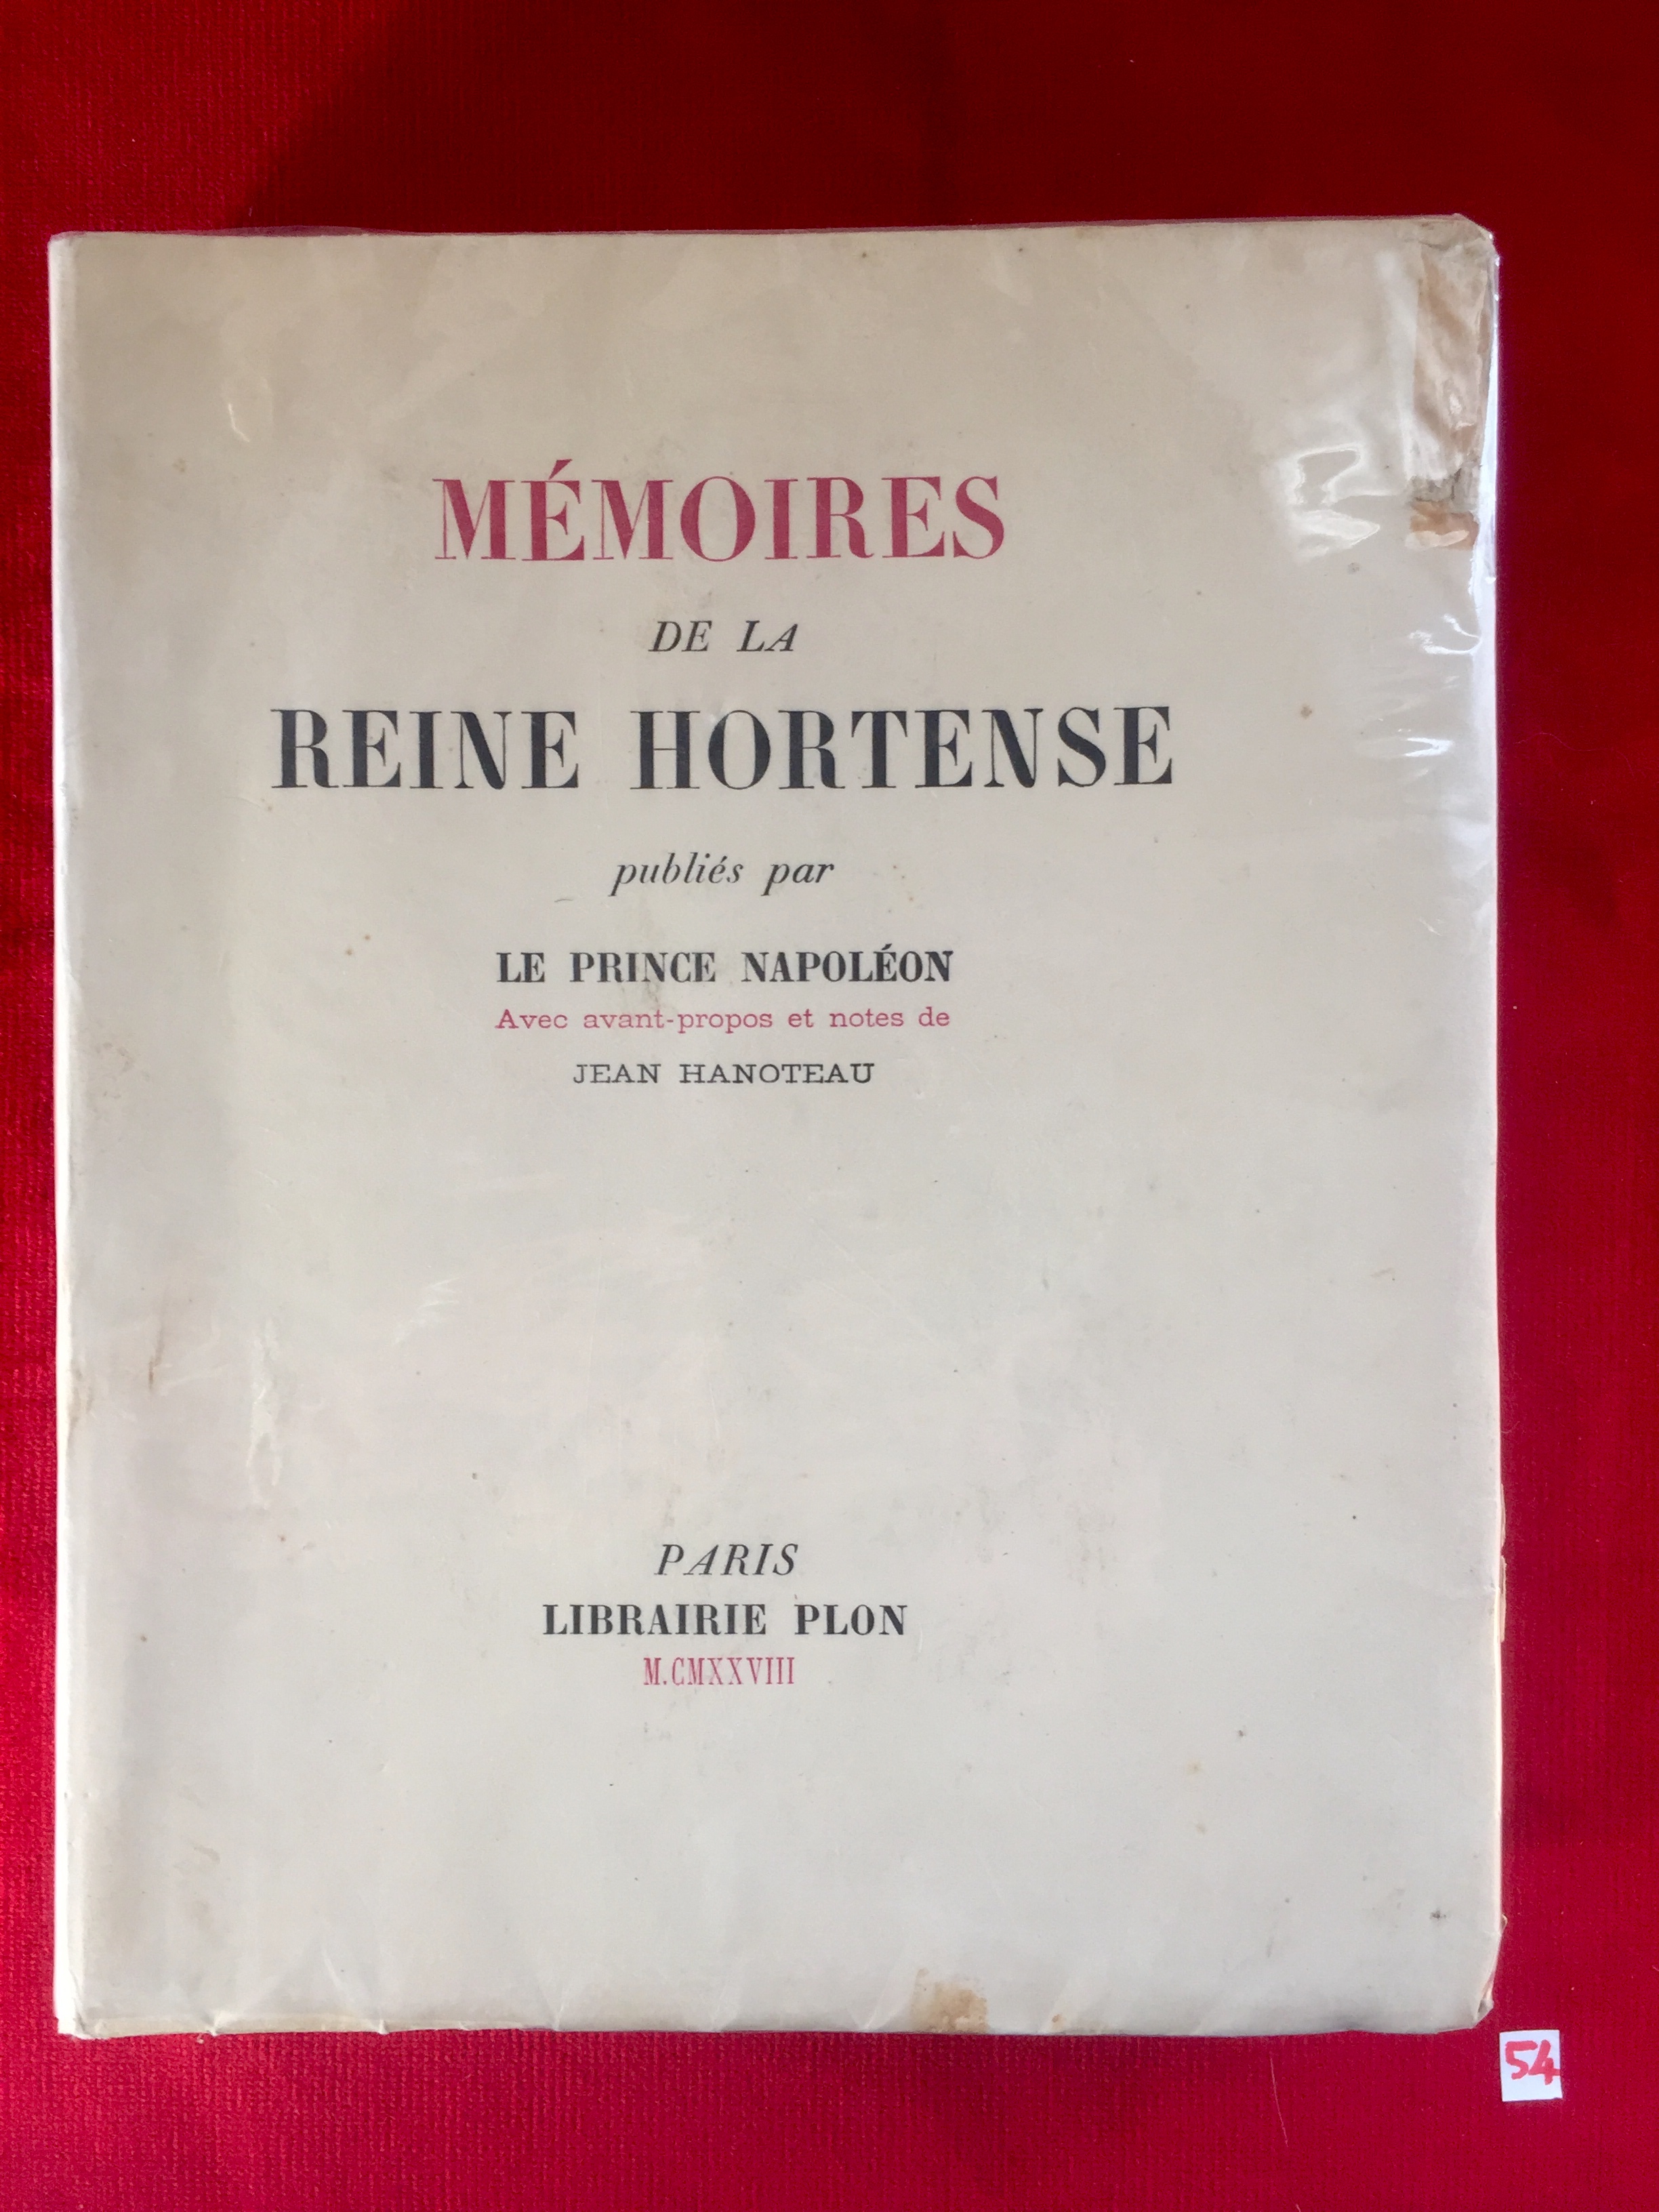 MÉMOIRES
DE LA
REINE HORTENSE
publiés par
LE PRINCE NAPOLÉON
Avec avant-propos et notes de
JEAN HANOTEAU
PARIS
LIBRAIRIE PLON
M.CMXXVIII
54